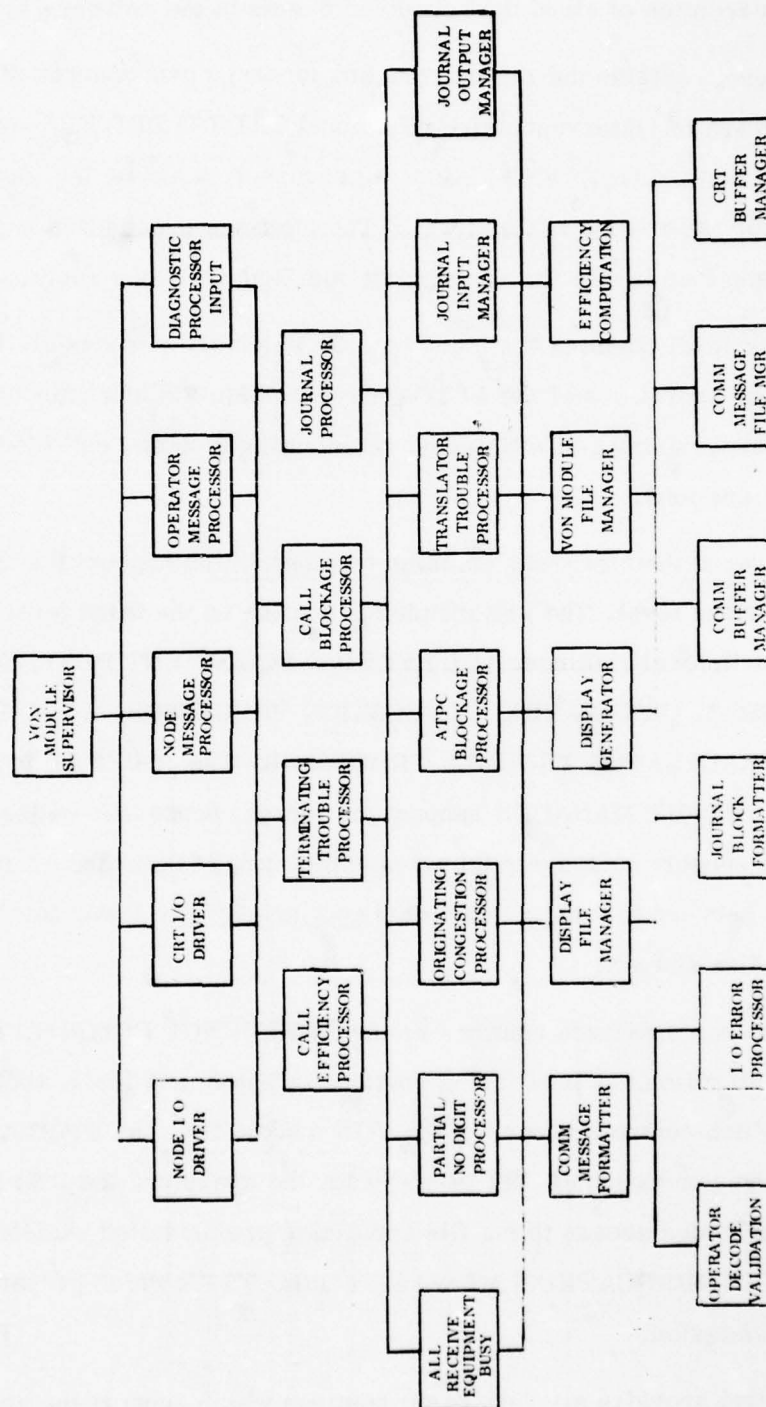 VON
MODULE
SUPERVISOR
NODE I O
DRIVER
CRT I/O
DRIVER
NODE
MESSAGE
PROCESSOR
OPERATOR
MESSAGE
PROCESSOR
DIAGNOSTIC
PROCESSOR
INPUT
CALL
EFFICIENCY
PROCESSOR
TERMINATING
TROUBLE
PROCESSOR
CALL
BLOCKAGE
PROCESSOR
JOURNAL
PROCESSOR
ALL
RECEIVE
EQUIPMENT
BUSY
PARTIAL
NO DIGIT
PROCESSOR
ORIGINATING
CONGESTION
PROCESSOR
ATPC
BLOCKAGE
PROCESSOR
TRANSLATOR
TROUBLE
PROCESSOR
JOURNAL
INPUT
MANAGER
JOURNAL
OUTPUT
MANAGER
COMM
MESSAGE
FORMATTER
DISPLAY
FILE
MANAGER
DISPLAY
GENERATOR
VON MODULE
FILE
MANAGER
EFFICIENCY
COMPUTATION
OPERATOR
DECODE
VALIDATION
I O ERROR
PROCESSOR
JOURNAL
BLOCK
FORMATTER
COMM
BUFFER
MANAGER
COMM
MESSAGE
FILE MGR
CRT
BUFFER
MANAGER